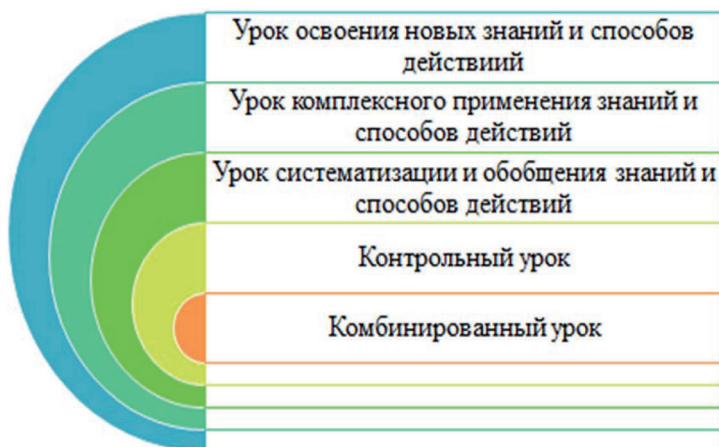 Урок освоения новых знаний и способов
действиий
Урок комплексного применения знаний и
способов действий
Урок систематизации и обобщения знаний и
способов действий
Контрольный урок
Комбинированный урок